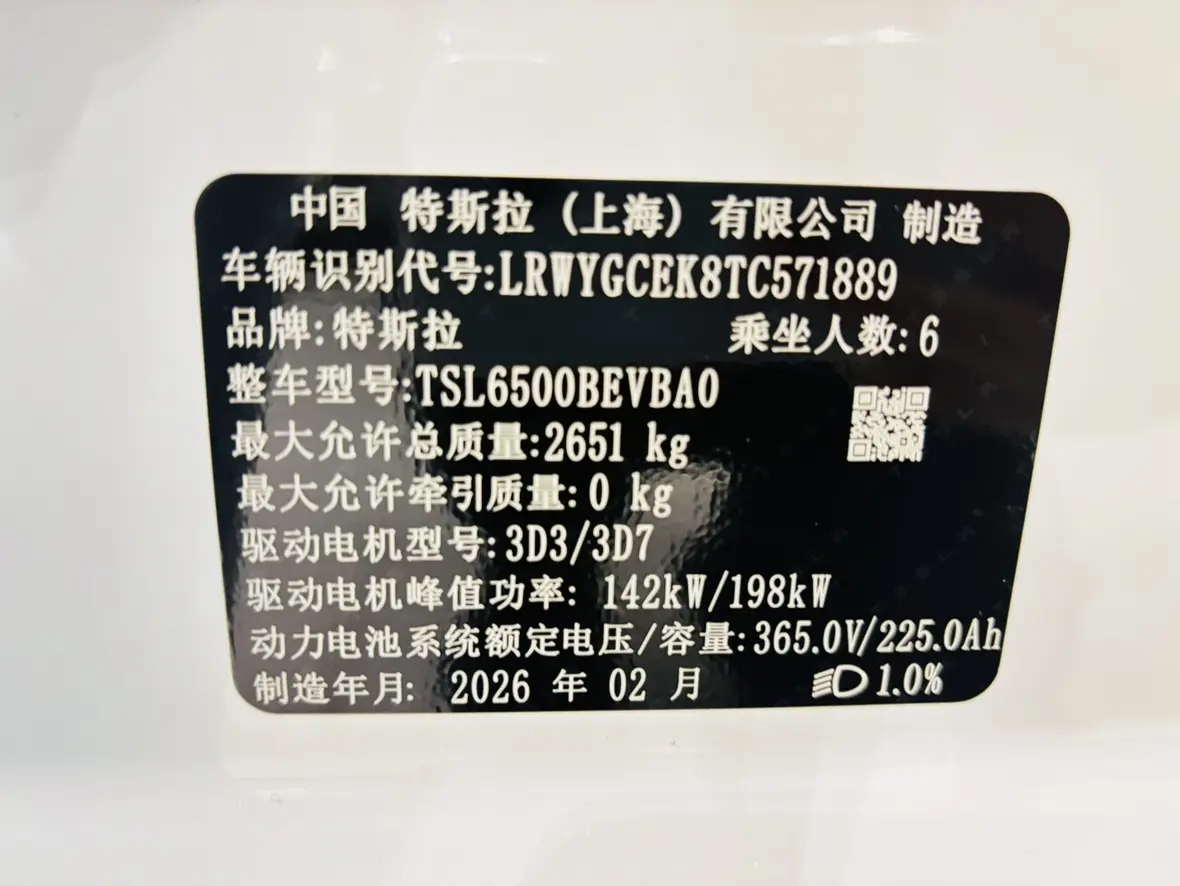 中国 特斯拉(上海)有限公司 制造
车辆识别代号:LRWYGCEK8TC571889
品牌:特斯拉 乘坐人数:6
整车型号:TSL6500BEVBA0
最大允许总质量:2651 kg
最大允许牵引质量:0 kg
驱动电机型号:3D3/3D7
驱动电机峰值功率: 142kW/198kW
动力电池系统额定电压/容量:365.0V/225.0Ah
制造年月: 2026 年 02 月 1.0%